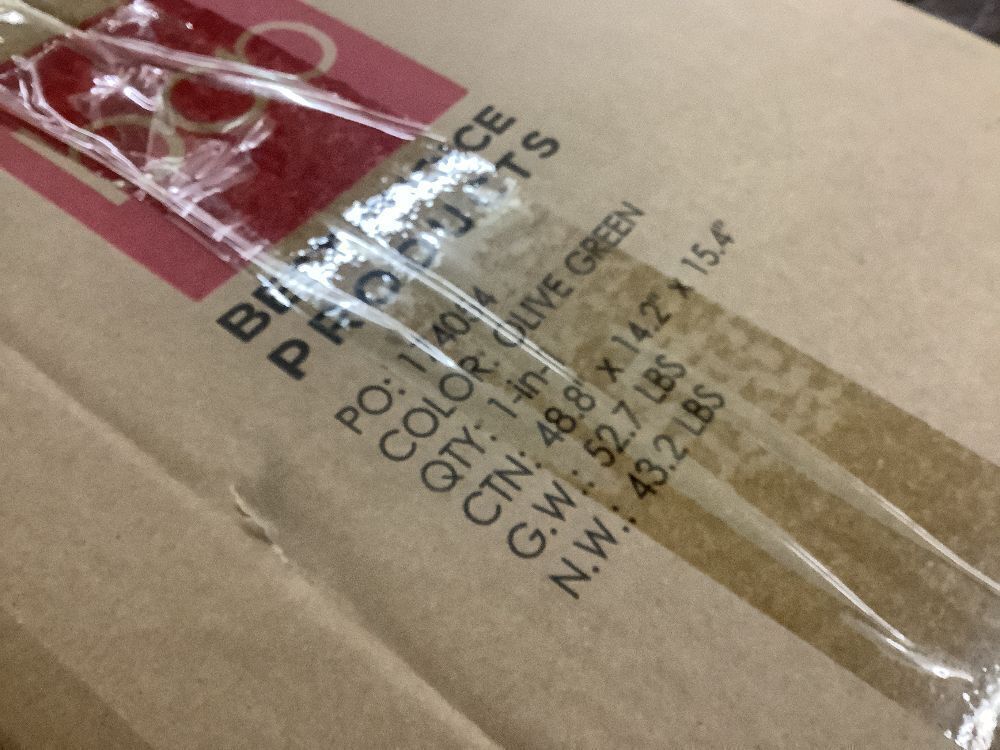 PRODUCTS
PO:
COLOR: OLIVE GREEN
QTY: 1-in-1
CTN: 48.8" x 14.2" x 15.4"
G.W.: 52.7 LBS
N.W.: 43.2 LBS